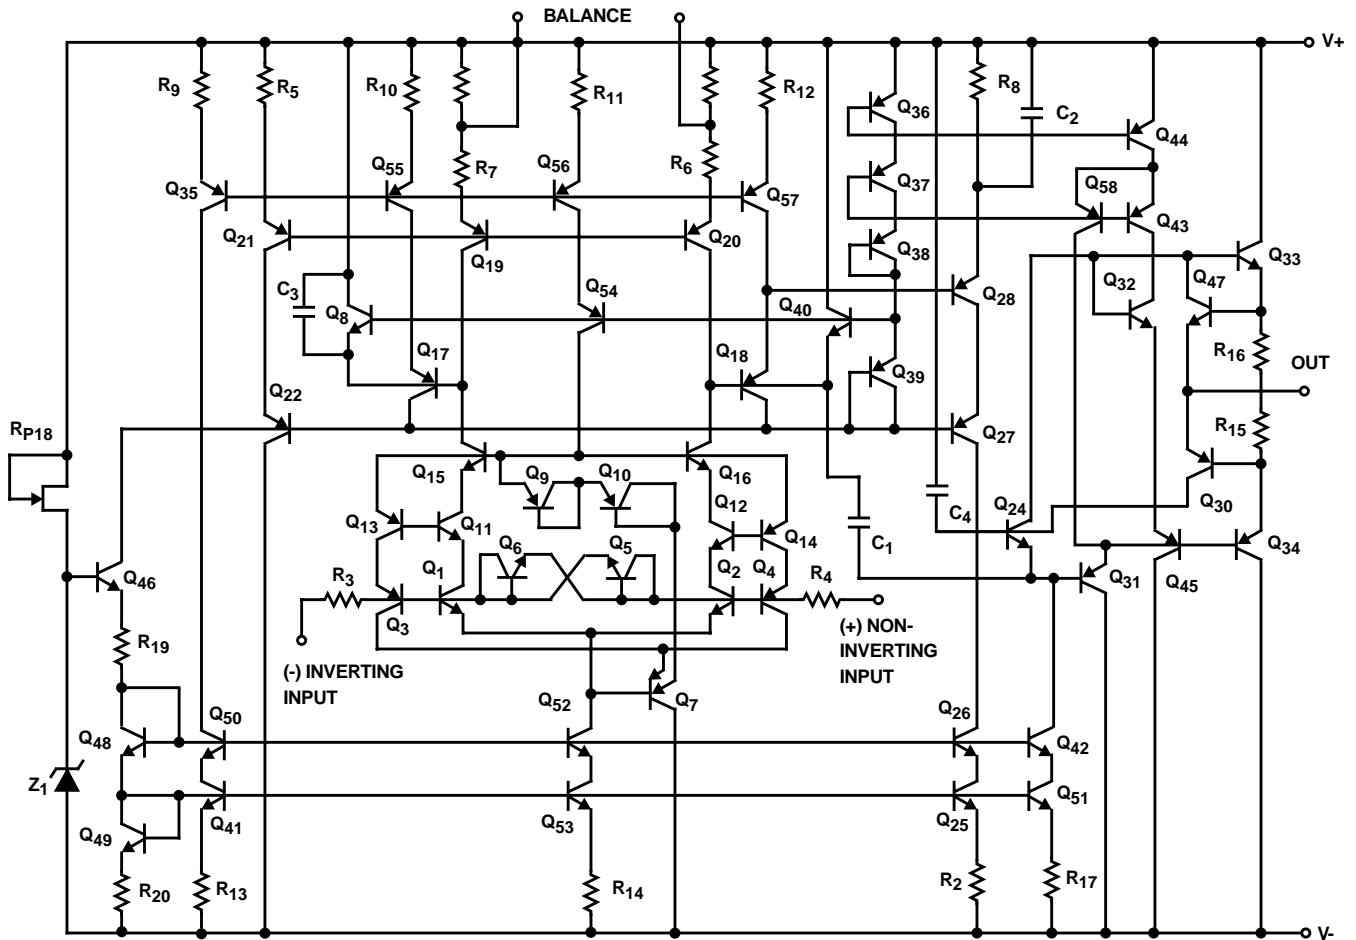 BALANCE
V+
R9
R5
R10
R11
R12
R8
C2
Q36
Q44
Q35
Q55
R7
Q56
R6
Q57
Q37
Q58
Q21
Q19
Q20
Q38
Q43
Q33
C3
Q8
Q54
Q40
Q28
Q32
Q47
Q17
Q18
Q39
R16
OUT
Q22
RP18
Q27
R15
Q15
Q9
Q10
Q16
Q13
Q11
Q12
Q14
C4
Q24
Q30
C1
Q6
Q5
Q34
Q46
R3
Q1
Q2
Q4
R4
Q31
Q45
Q3
R19
(-) INVERTING
INPUT
(+) NON-
INVERTING
INPUT
Q52
Q7
Q50
Q26
Q48
Q42
Z1
Q49
Q41
Q53
Q25
Q51
R20
R13
R14
R2
R17
V-